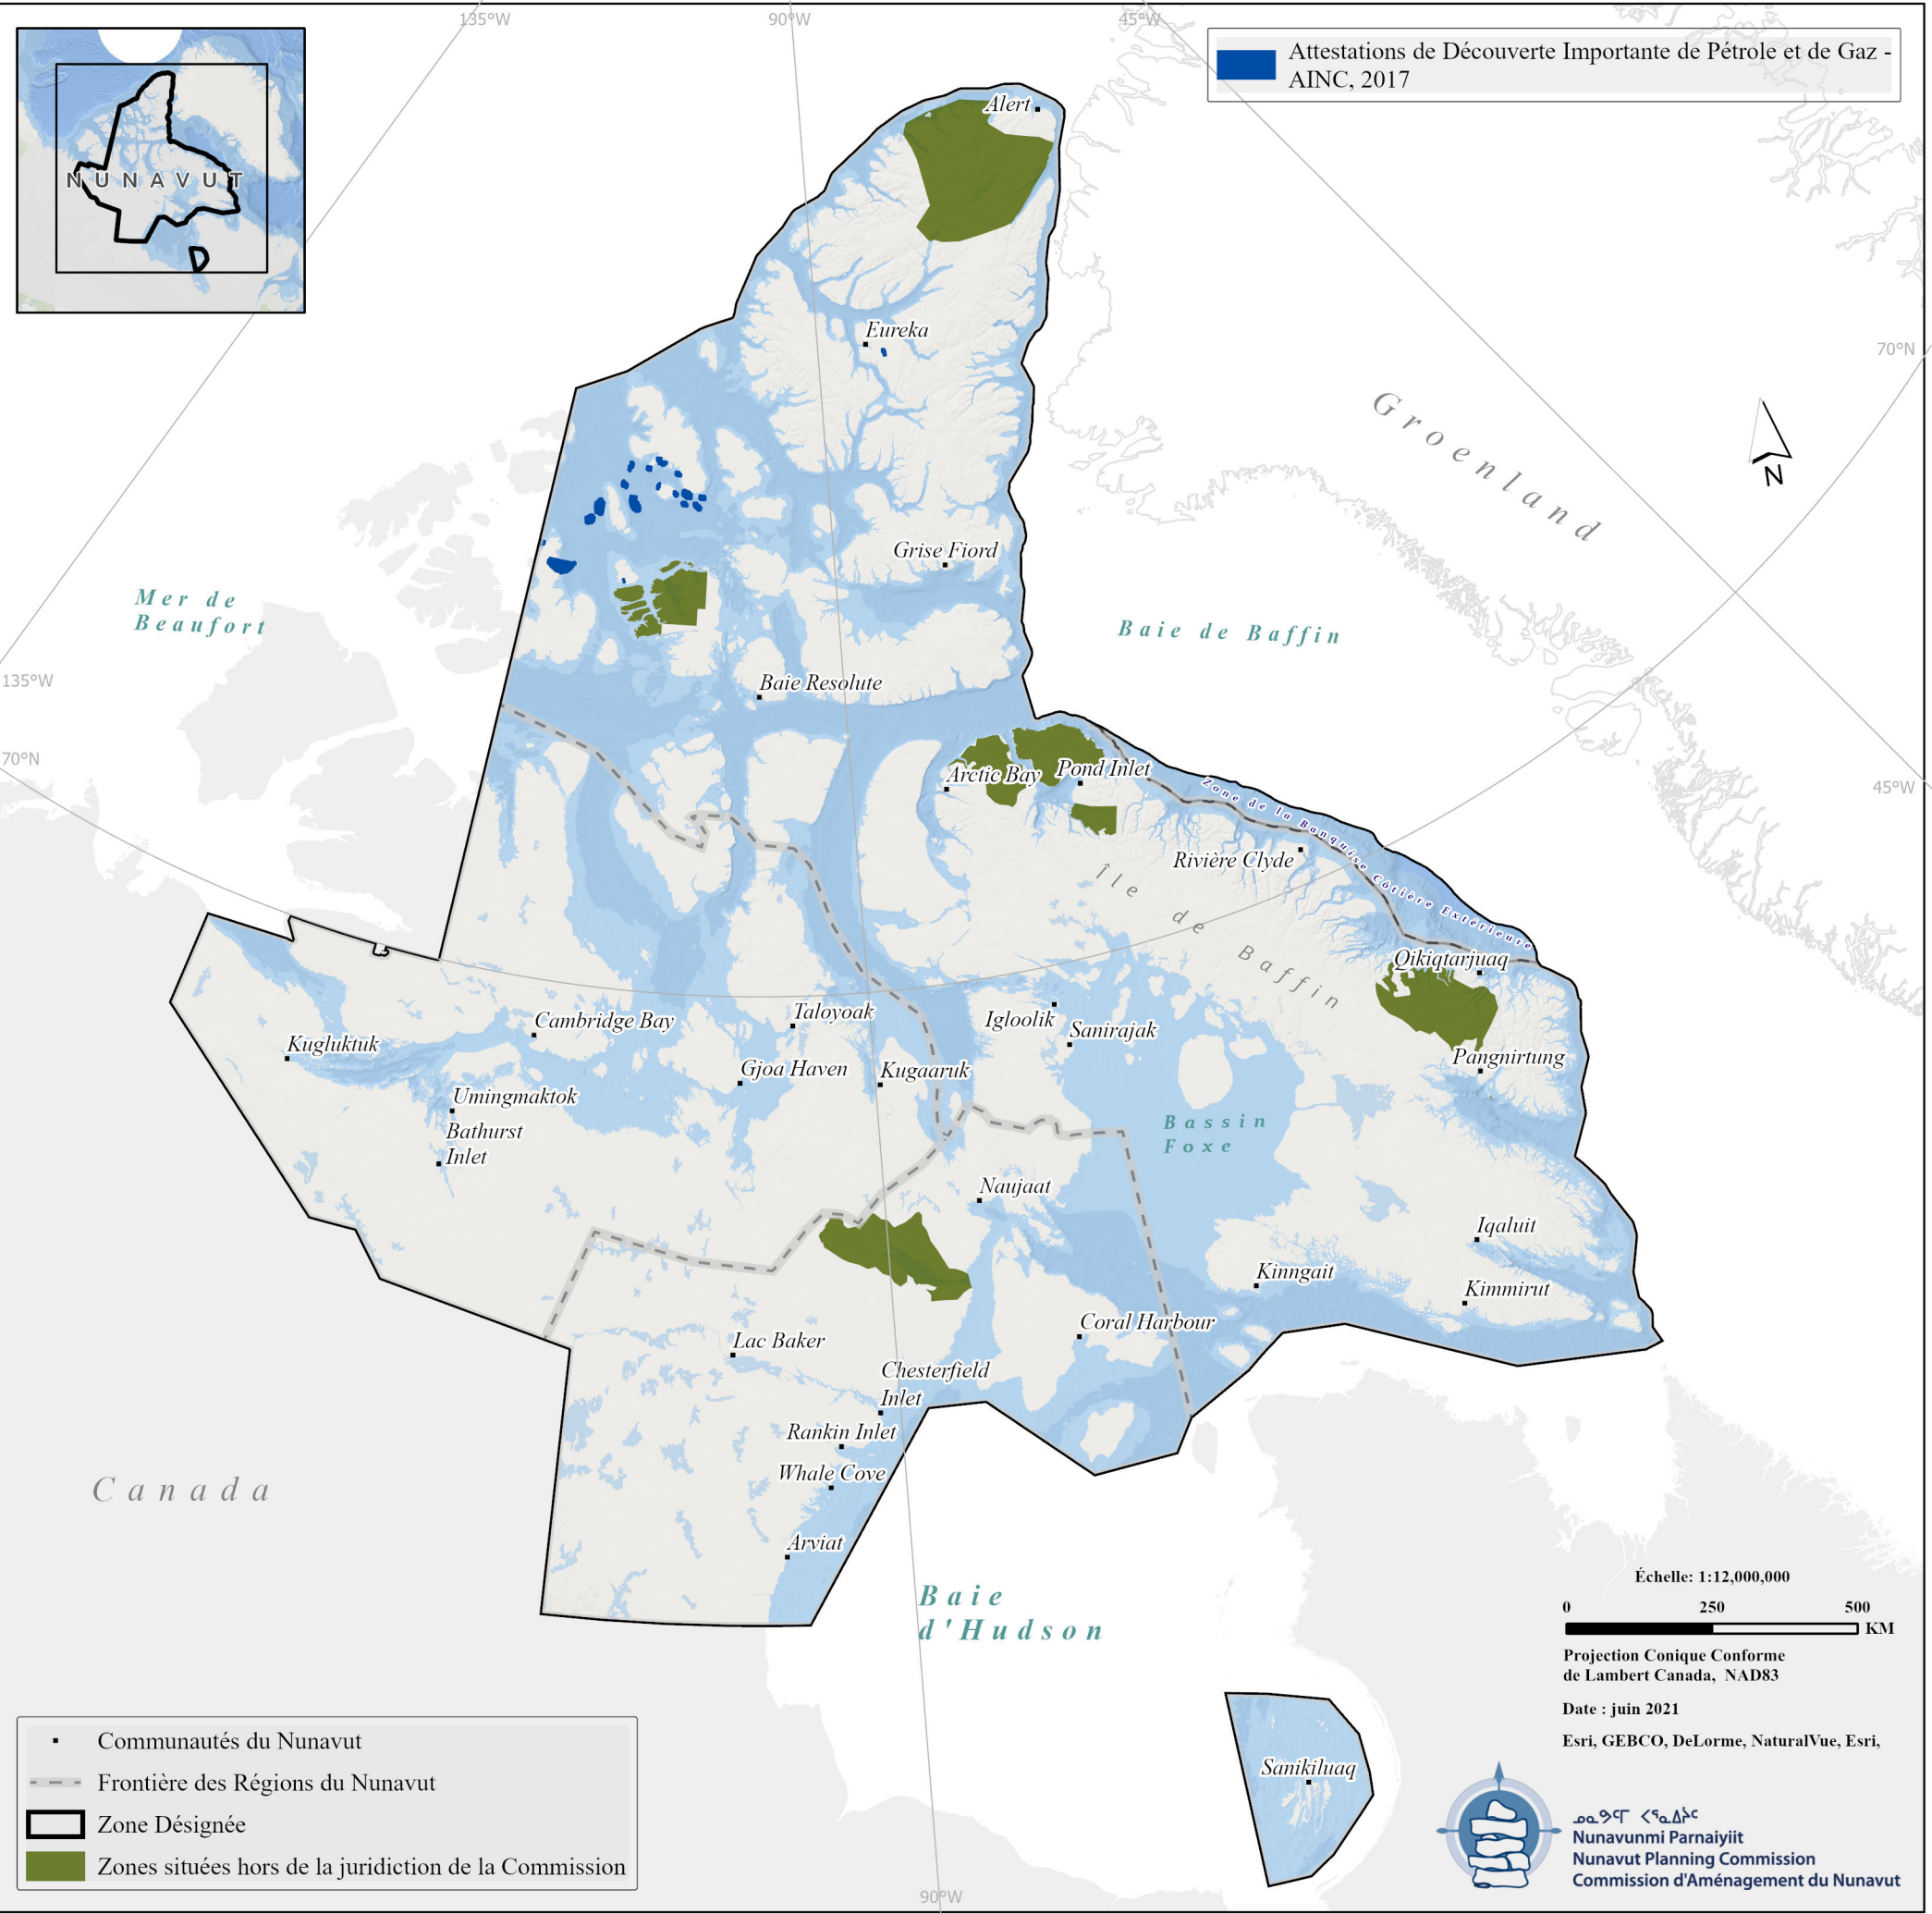 135°W
90°W
45°W
Attestations de Découverte Importante de Pétrole et de Gaz -
AINC, 2017
NUNAVUT
Alert
Eureka
70°N
Groenland
N
Grise Fiord
Mer de
Beaufort
Baie de Baffin
135°W
Baie Resolute
70°N
Arctic Bay
Pond Inlet
Zone de la Banquise Côtière Extérieure
45°W
Rivière Clyde
Île de Baffin
Qikiqtarjuaq
Cambridge Bay
Taloyoak
Igloolik
Sanirajak
Kugluktuk
Gjoa Haven
Kugaaruk
Pangnirtung
Umingmaktok
Bathurst
Inlet
Bassin
Foxe
Naujaat
Iqaluit
Kinngait
Kimmirut
Coral Harbour
Lac Baker
Chesterfield
Inlet
Rankin Inlet
Whale Cove
Canada
Arviat
Baie
d'Hudson
Échelle: 1:12,000,000
0 250 500
KM
Projection Conique Conforme
de Lambert Canada, NAD83
Date : juin 2021
Esri, GEBCO, DeLorme, NaturalVue, Esri,
Sanikiluaq
Communautés du Nunavut
Frontière des Régions du Nunavut
Zone Désignée
Zones situées hors de la juridiction de la Commission
ᓄᓇᕗᒻᒥ ᐸᕐᓇᐃᔩᑦ
Nunavunmi Parnaiyiit
Nunavut Planning Commission
Commission d'Aménagement du Nunavut
90°W